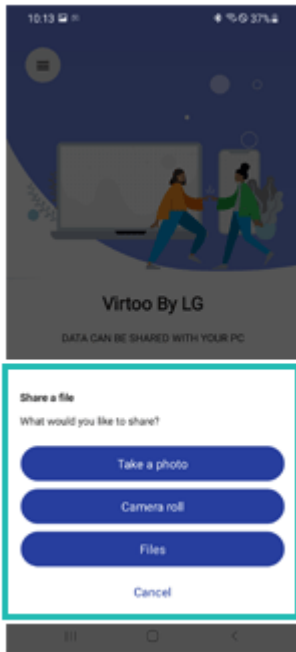 10:13
37%
Virtoo By LG
DATA CAN BE SHARED WITH YOUR PC
Share a file
What would you like to share?
Take a photo
Camera roll
Files
Cancel